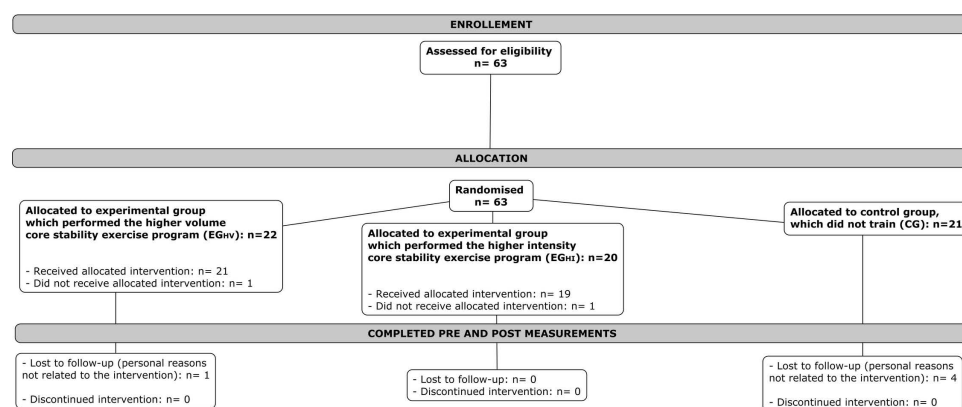 ENROLLEMENT
Assessed for eligibility
n= 63
ALLOCATION
Randomised
n= 63
Allocated to experimental group
which performed the higher volume
core stability exercise program (EGHV): n=22
- Received allocated intervention: n= 21
- Did not receive allocated intervention: n= 1
Allocated to experimental group
which performed the higher intensity
core stability exercise program (EGHI): n=20
- Received allocated intervention: n= 19
- Did not receive allocated intervention: n= 1
Allocated to control group,
which did not train (CG): n=21
COMPLETED PRE AND POST MEASUREMENTS
- Lost to follow-up (personal reasons
not related to the intervention): n= 1
- Discontinued intervention: n= 0
- Lost to follow-up: n= 0
- Discontinued intervention: n= 0
- Lost to follow-up (personal reasons
not related to the intervention): n= 4
- Discontinued intervention: n= 0